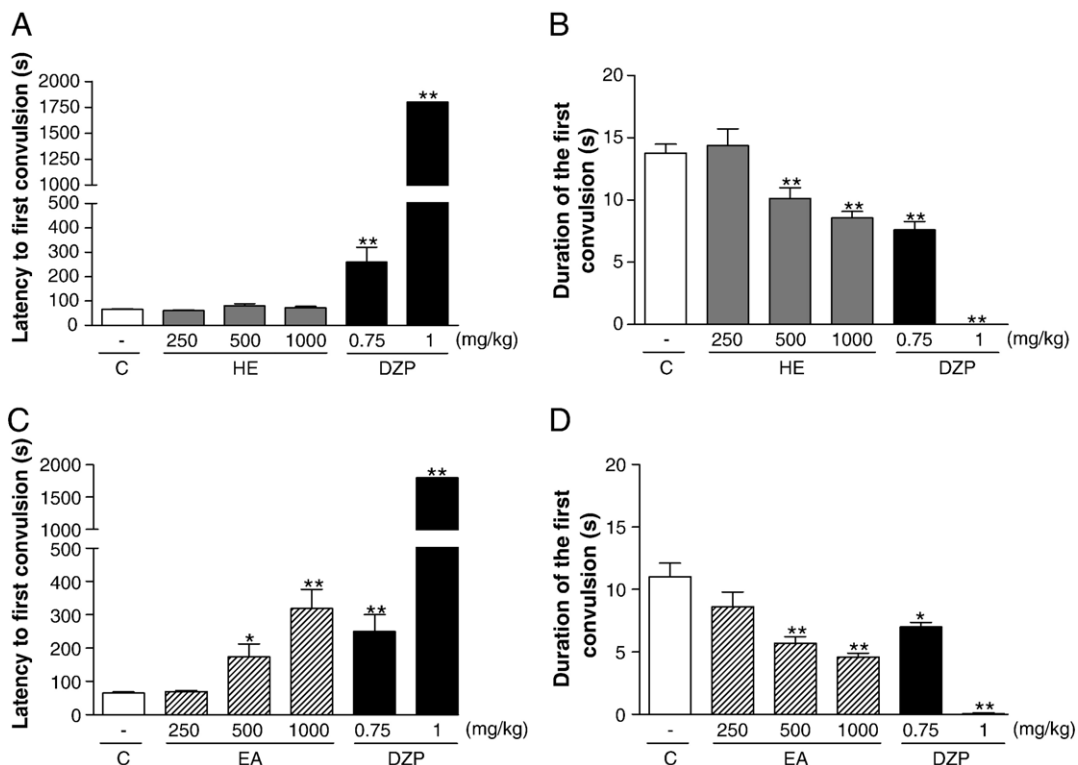 A
Latency to first convulsion (s)
2000
1750
1500
1250
1000
500
400
300
200
100
0
**
**
- 250 500 1000 0.75 1 (mg/kg)
C HE DZP
B
Duration of the first
convulsion (s)
20
15
10
5
0
** ** ** **
- 250 500 1000 0.75 1 (mg/kg)
C HE DZP
C
Latency to first convulsion (s)
2000
1500
1000
500
400
300
200
100
0
* ** ** **
- 250 500 1000 0.75 1 (mg/kg)
C EA DZP
D
Duration of the first
convulsion (s)
20
15
10
5
0
** ** * **
- 250 500 1000 0.75 1 (mg/kg)
C EA DZP